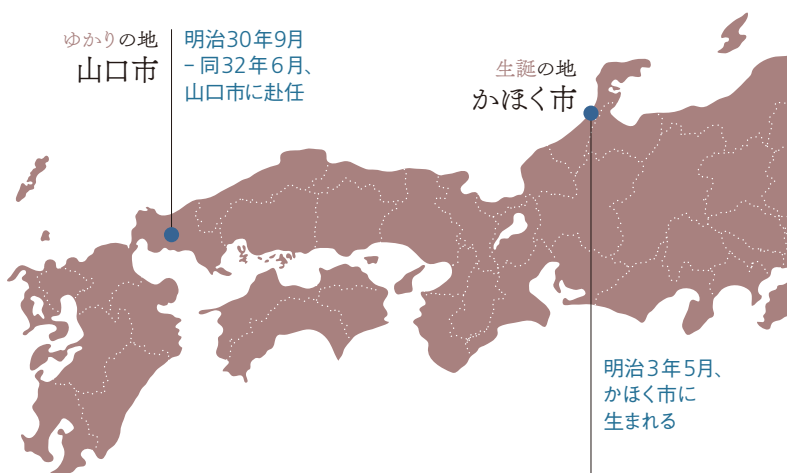 ゆかりの地
山口市
明治30年9月
– 同32年6月、
山口市に赴任
生誕の地
かほく市
明治3年5月、
かほく市に
生まれる